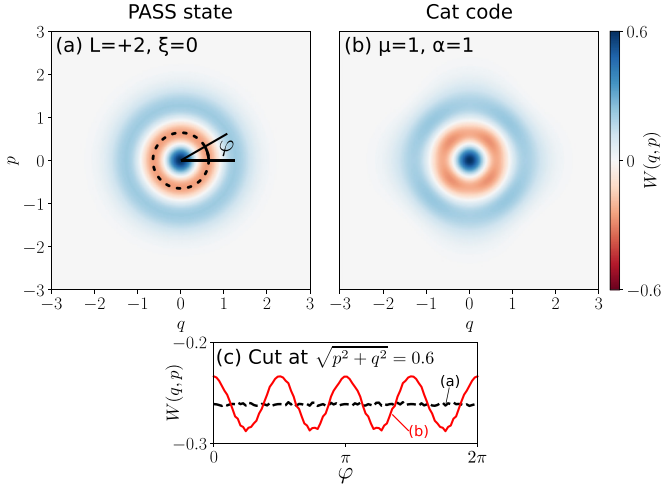 PASS state
Cat code
(a) L=+2, ξ=0
(b) μ=1, α=1
3
2
1
0
−1
−2
−3
p
φ
−3 −2 −1 0 1 2 3
−3 −2 −1 0 1 2 3
q
q
0.6
0
−0.6
W(q, p)
(c) Cut at √p² + q² = 0.6
−0.2
−0.3
W(q, p)
(a)
(b)
0 π 2π
φ